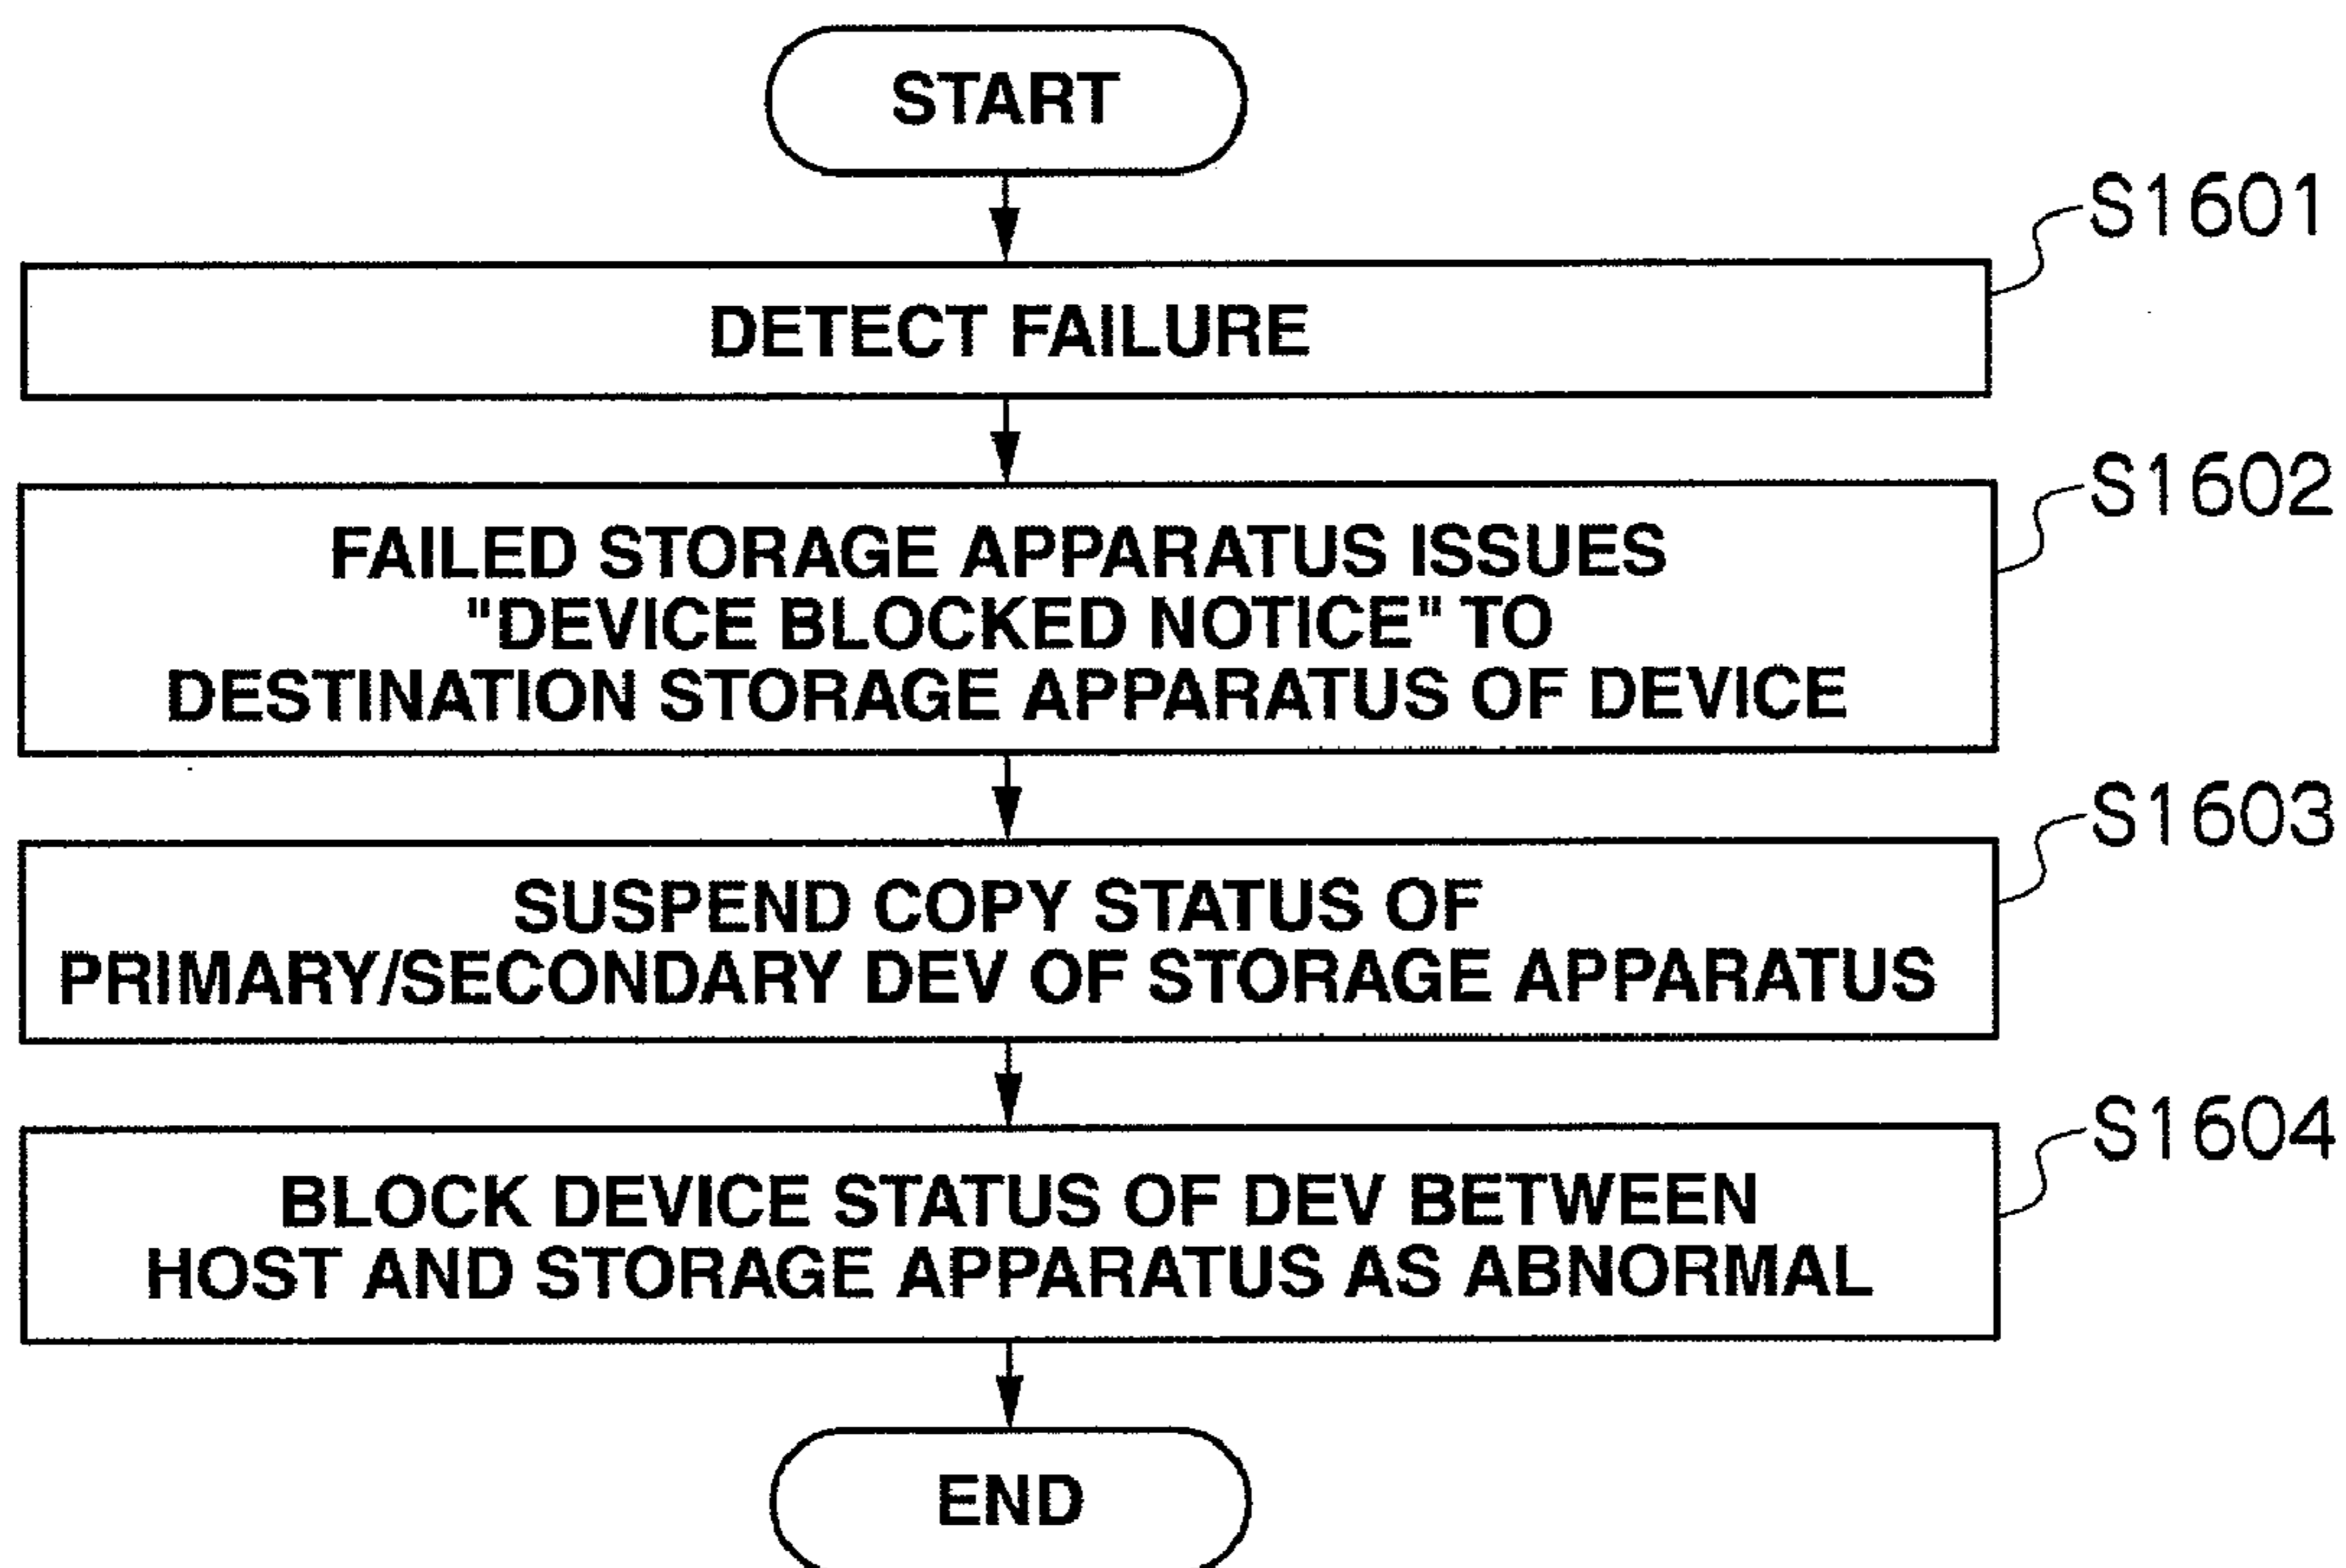 START
S1601
DETECT FAILURE
S1602
FAILED STORAGE APPARATUS ISSUES
"DEVICE BLOCKED NOTICE" TO
DESTINATION STORAGE APPARATUS OF DEVICE
S1603
SUSPEND COPY STATUS OF
PRIMARY/SECONDARY DEV OF STORAGE APPARATUS
S1604
BLOCK DEVICE STATUS OF DEV BETWEEN
HOST AND STORAGE APPARATUS AS ABNORMAL
END